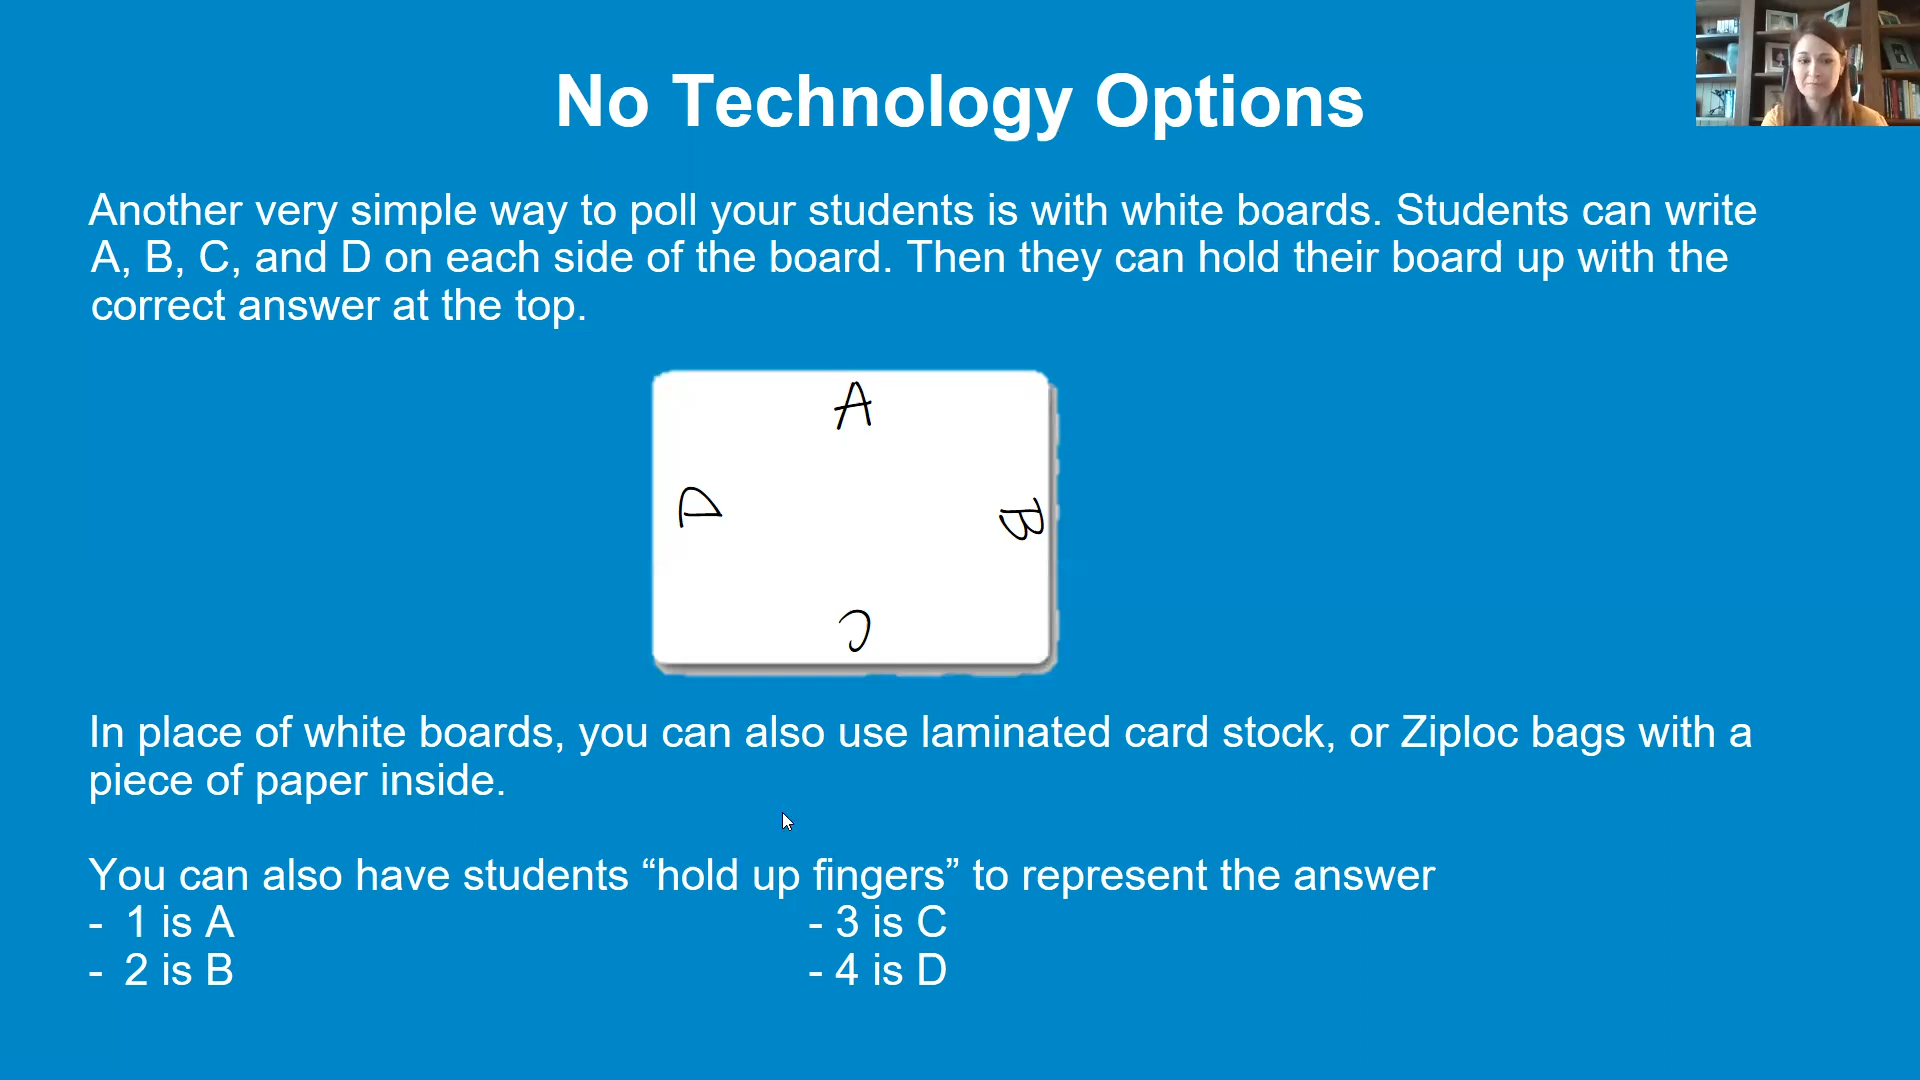 No Technology Options
Another very simple way to poll your students is with white boards. Students can write
A, B, C, and D on each side of the board. Then they can hold their board up with the
correct answer at the top.
A
D
B
C
In place of white boards, you can also use laminated card stock, or Ziploc bags with a
piece of paper inside.
You can also have students “hold up fingers” to represent the answer
- 1 is A
- 2 is B
- 3 is C
- 4 is D